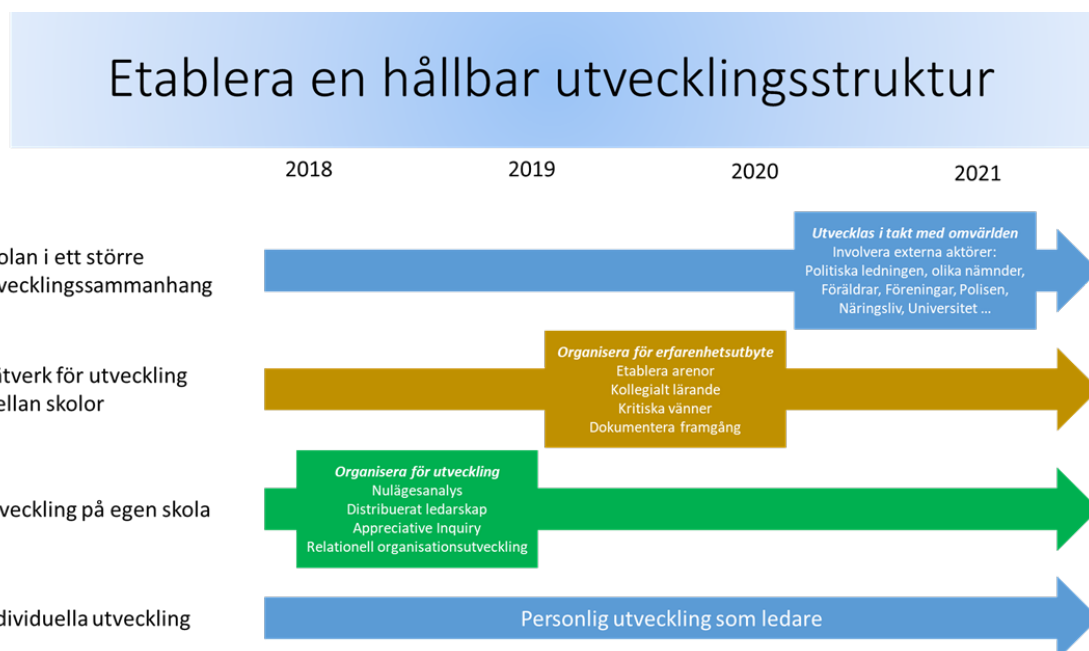 Etablera en hållbar utvecklingsstruktur
2018 2019 2020 2021
olan i ett större
vecklingssammanhang
Utvecklas i takt med omvärlden
Involvera externa aktörer:
Politiska ledningen, olika nämnder,
Föräldrar, Föreningar, Polisen,
Näringsliv, Universitet ...
tverk för utveckling
ellan skolor
Organisera för erfarenhetsutbyte
Etablera arenor
Kollegialt lärande
Kritiska vänner
Dokumentera framgång
veckling på egen skola
Organisera för utveckling
Nulägesanalys
Distribuerat ledarskap
Appreciative Inquiry
Relationell organisationsutveckling
dividuella utveckling
Personlig utveckling som ledare